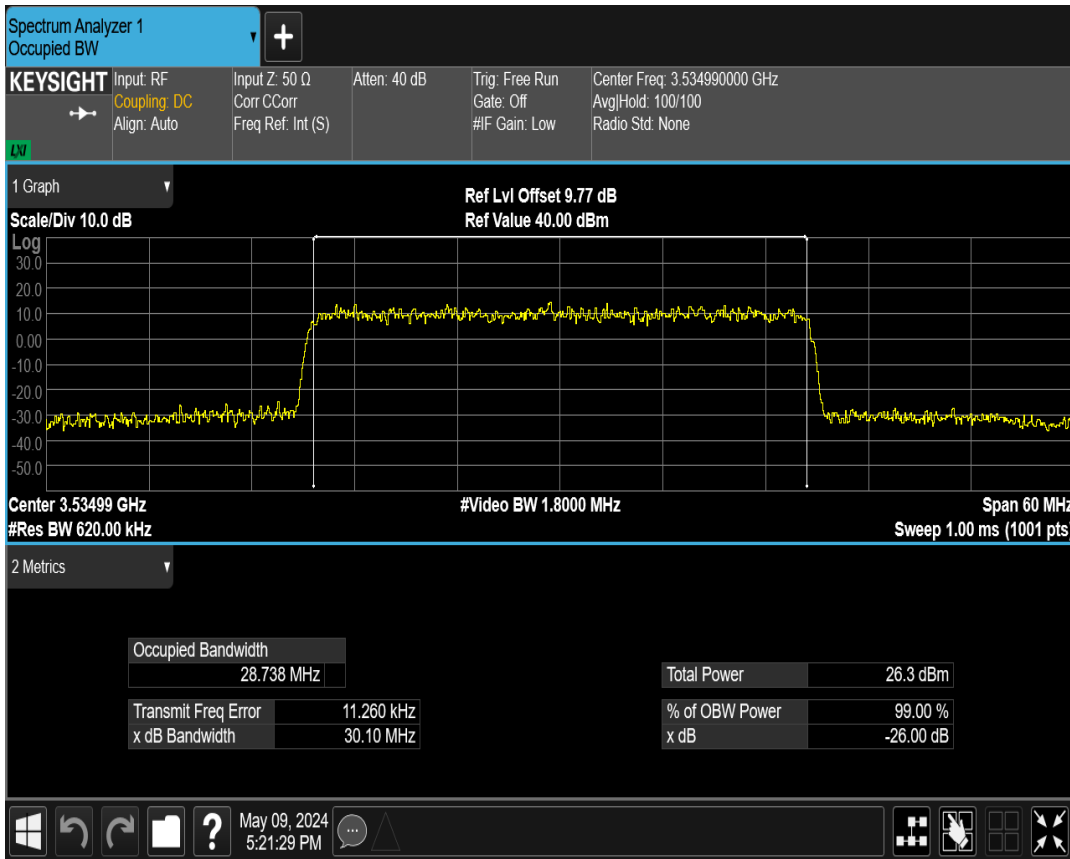 Spectrum Analyzer 1
Occupied BW
+
KEYSIGHT
LXI
Input: RF
Coupling: DC
Align: Auto
Input Z: 50 Ω
Corr CCorr
Freq Ref: Int (S)
Atten: 40 dB
Trig: Free Run
Gate: Off
#IF Gain: Low
Center Freq: 3.534990000 GHz
Avg|Hold: 100/100
Radio Std: None
1 Graph
Scale/Div 10.0 dB
Ref Lvl Offset 9.77 dB
Ref Value 40.00 dBm
Log
30.0
20.0
10.0
0.00
-10.0
-20.0
-30.0
-40.0
-50.0
Center 3.53499 GHz
#Res BW 620.00 kHz
#Video BW 1.8000 MHz
Span 60 MHz
Sweep 1.00 ms (1001 pts)
2 Metrics
Occupied Bandwidth
28.738 MHz
Transmit Freq Error 11.260 kHz
x dB Bandwidth 30.10 MHz
Total Power 26.3 dBm
% of OBW Power 99.00 %
x dB -26.00 dB
?
May 09, 2024
5:21:29 PM